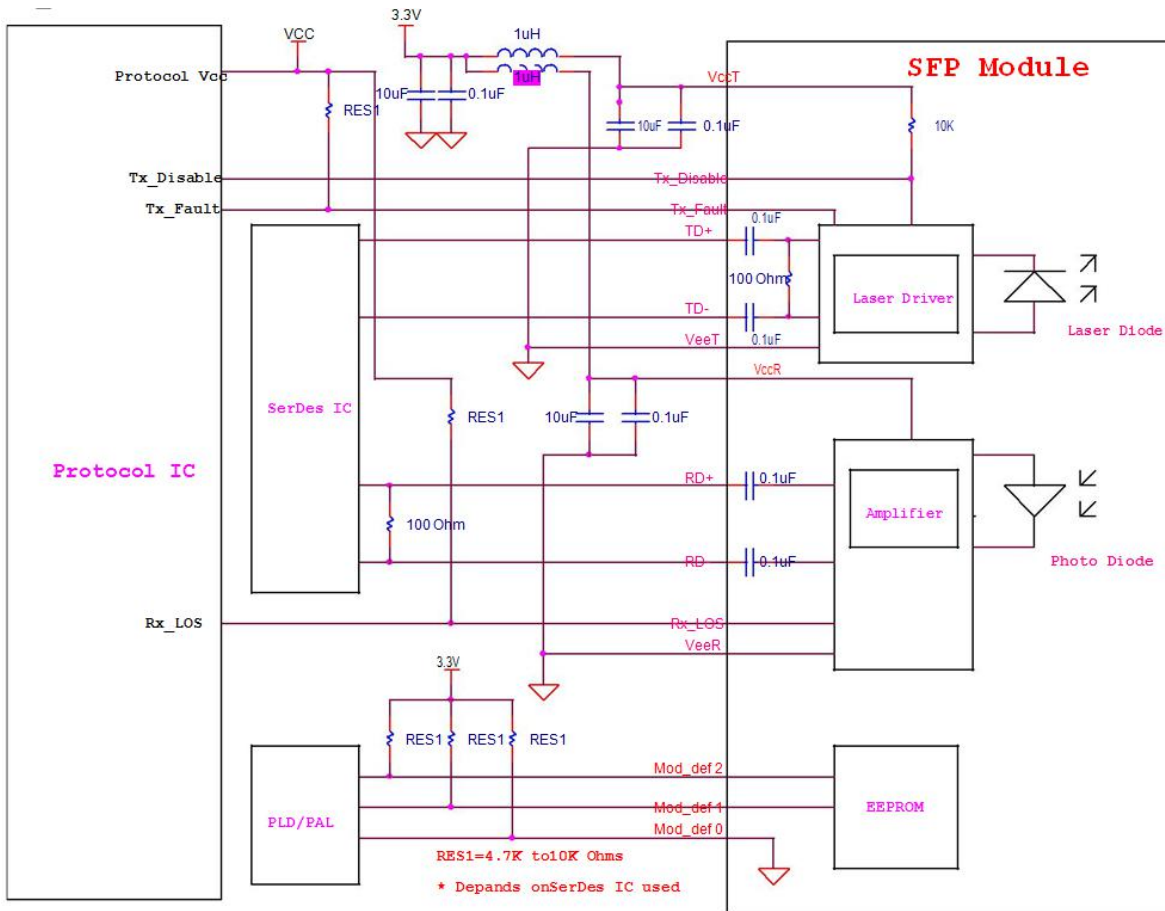 3.3V
VCC
1uH
1uH
SFP Module
Protocol Vcc
VccT
10uF
0.1uF
RES1
10uF
0.1uF
10K
Tx_Disable
Tx_Disable
Tx_Fault
Tx_Fault
0.1uF
TD+
100 Ohm
Laser Driver
TD-
0.1uF
Laser Diode
VeeT
VccR
SerDes IC
RES1
10uF
0.1uF
Protocol IC
RD+
0.1uF
Amplifier
100 Ohm
RD-
0.1uF
Photo Diode
Rx_LOS
Rx_LOS
VeeR
3.3V
RES1
RES1
RES1
Mod_def 2
Mod_def 1
EEPROM
PLD/PAL
Mod_def 0
RES1=4.7K to10K Ohms
* Depands onSerDes IC used